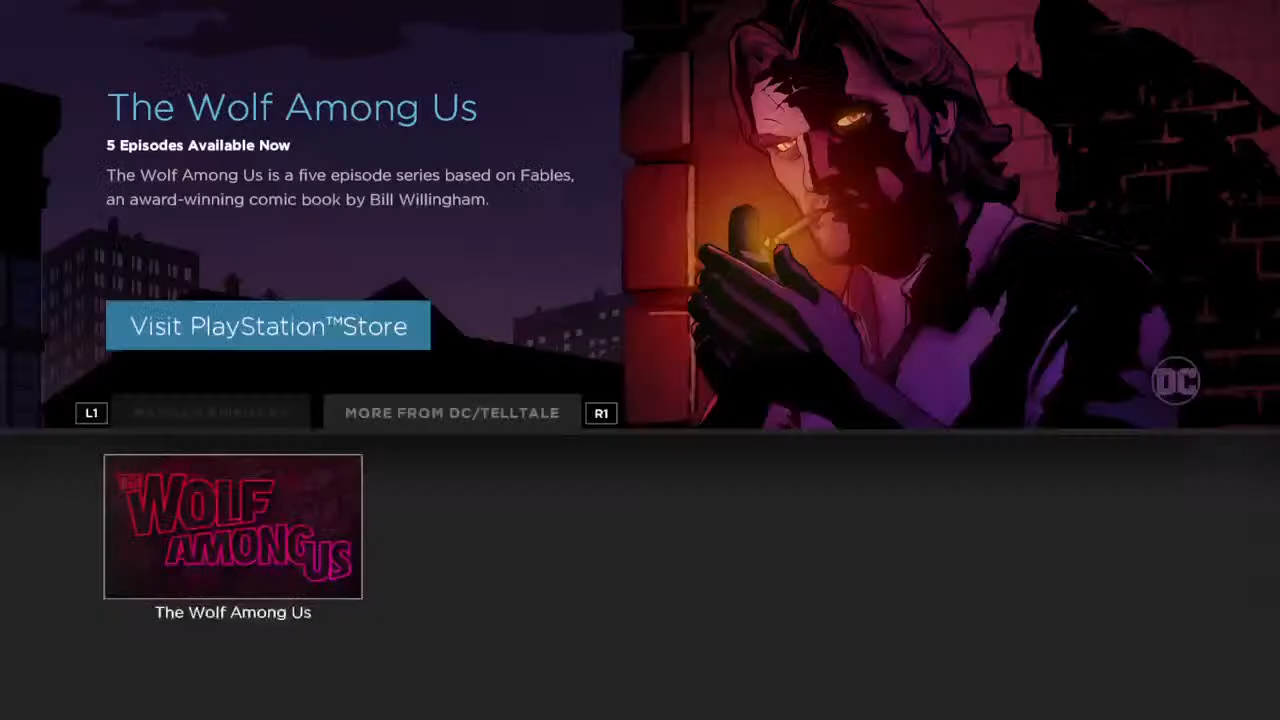 The Wolf Among Us
5 Episodes Available Now
The Wolf Among Us is a five episode series based on Fables,
an award-winning comic book by Bill Willingham.
Visit PlayStation™Store
DC
L1
MORE FROM DC/TELLTALE
R1
THE
WOLF
AMONG
US
The Wolf Among Us